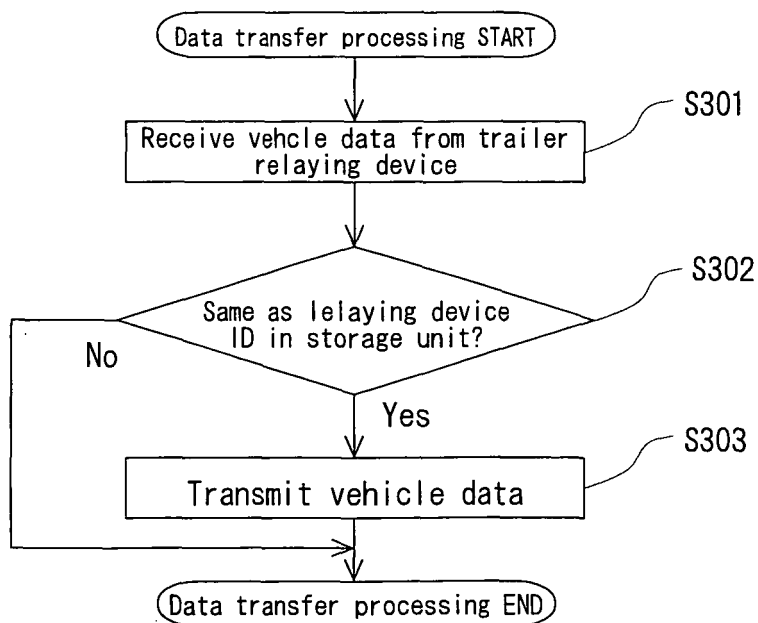 Data transfer processing START
S301
Receive vehcle data from trailer
relaying device
S302
Same as lelaying device
ID in storage unit?
No
Yes
S303
Transmit vehicle data
Data transfer processing END